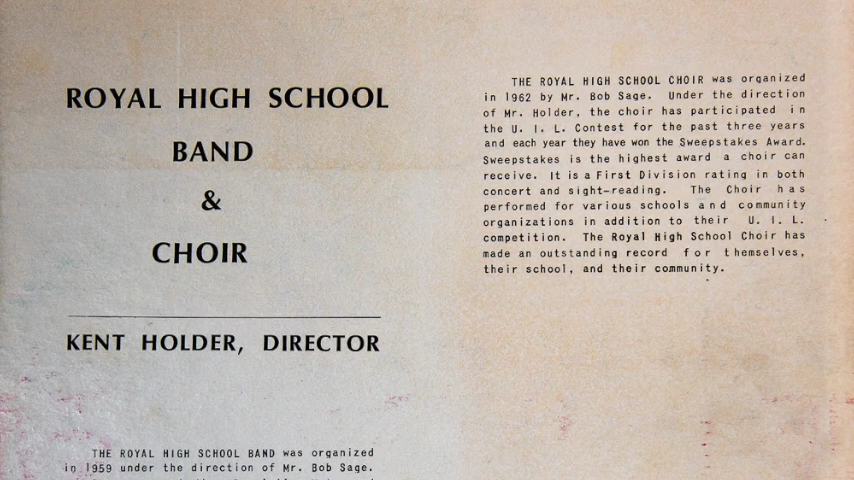 ROYAL HIGH SCHOOL
BAND
&
CHOIR
KENT HOLDER, DIRECTOR
THE ROYAL HIGH SCHOOL BAND was organized
in 1959 under the direction of Mr. Bob Sage.
THE ROYAL HIGH SCHOOL CHOIR was organized
in 1962 by Mr. Bob Sage. Under the direction
of Mr. Holder, the choir has participated in
the U. I. L. Contest for the past three years
and each year they have won the Sweepstakes Award.
Sweepstakes is the highest award a choir can
receive. It is a First Division rating in both
concert and sight-reading. The Choir has
performed for various schools and community
organizations in addition to their U. I. L.
competition. The Royal High School Choir has
made an outstanding record for themselves,
their school, and their community.